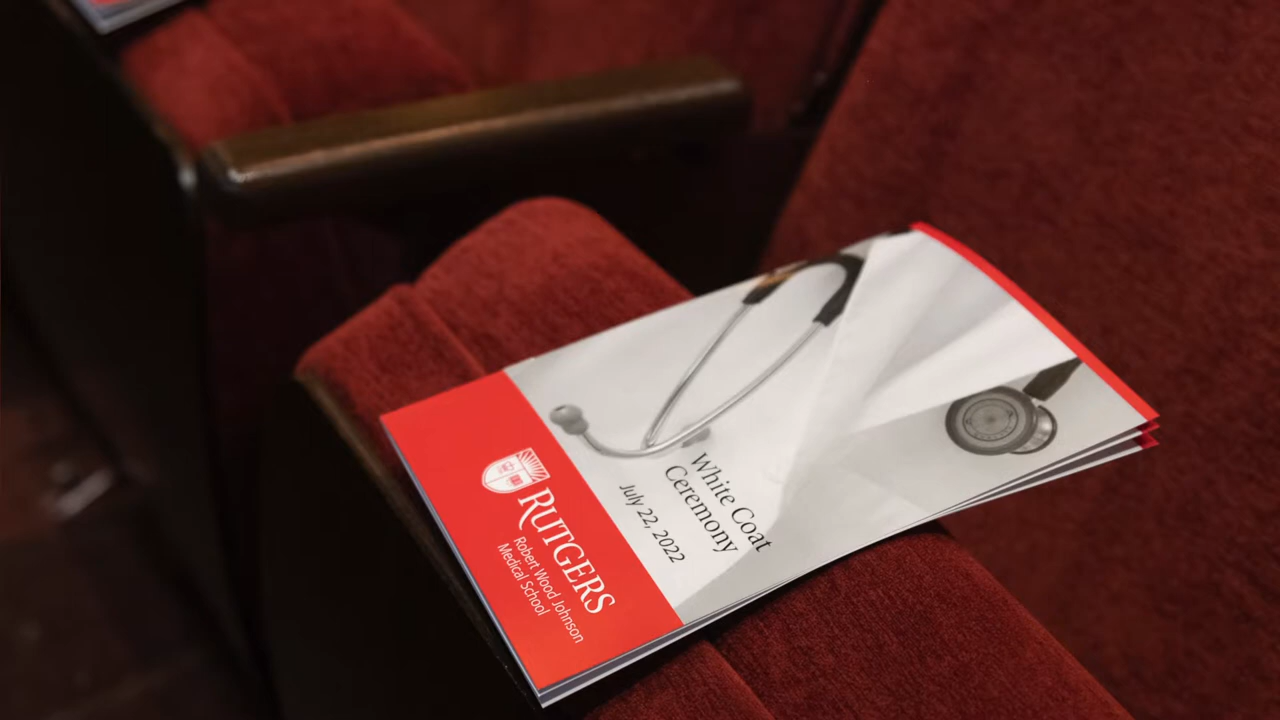 White Coat
Ceremony
July 22, 2022
RUTGERS
Robert Wood Johnson
Medical School